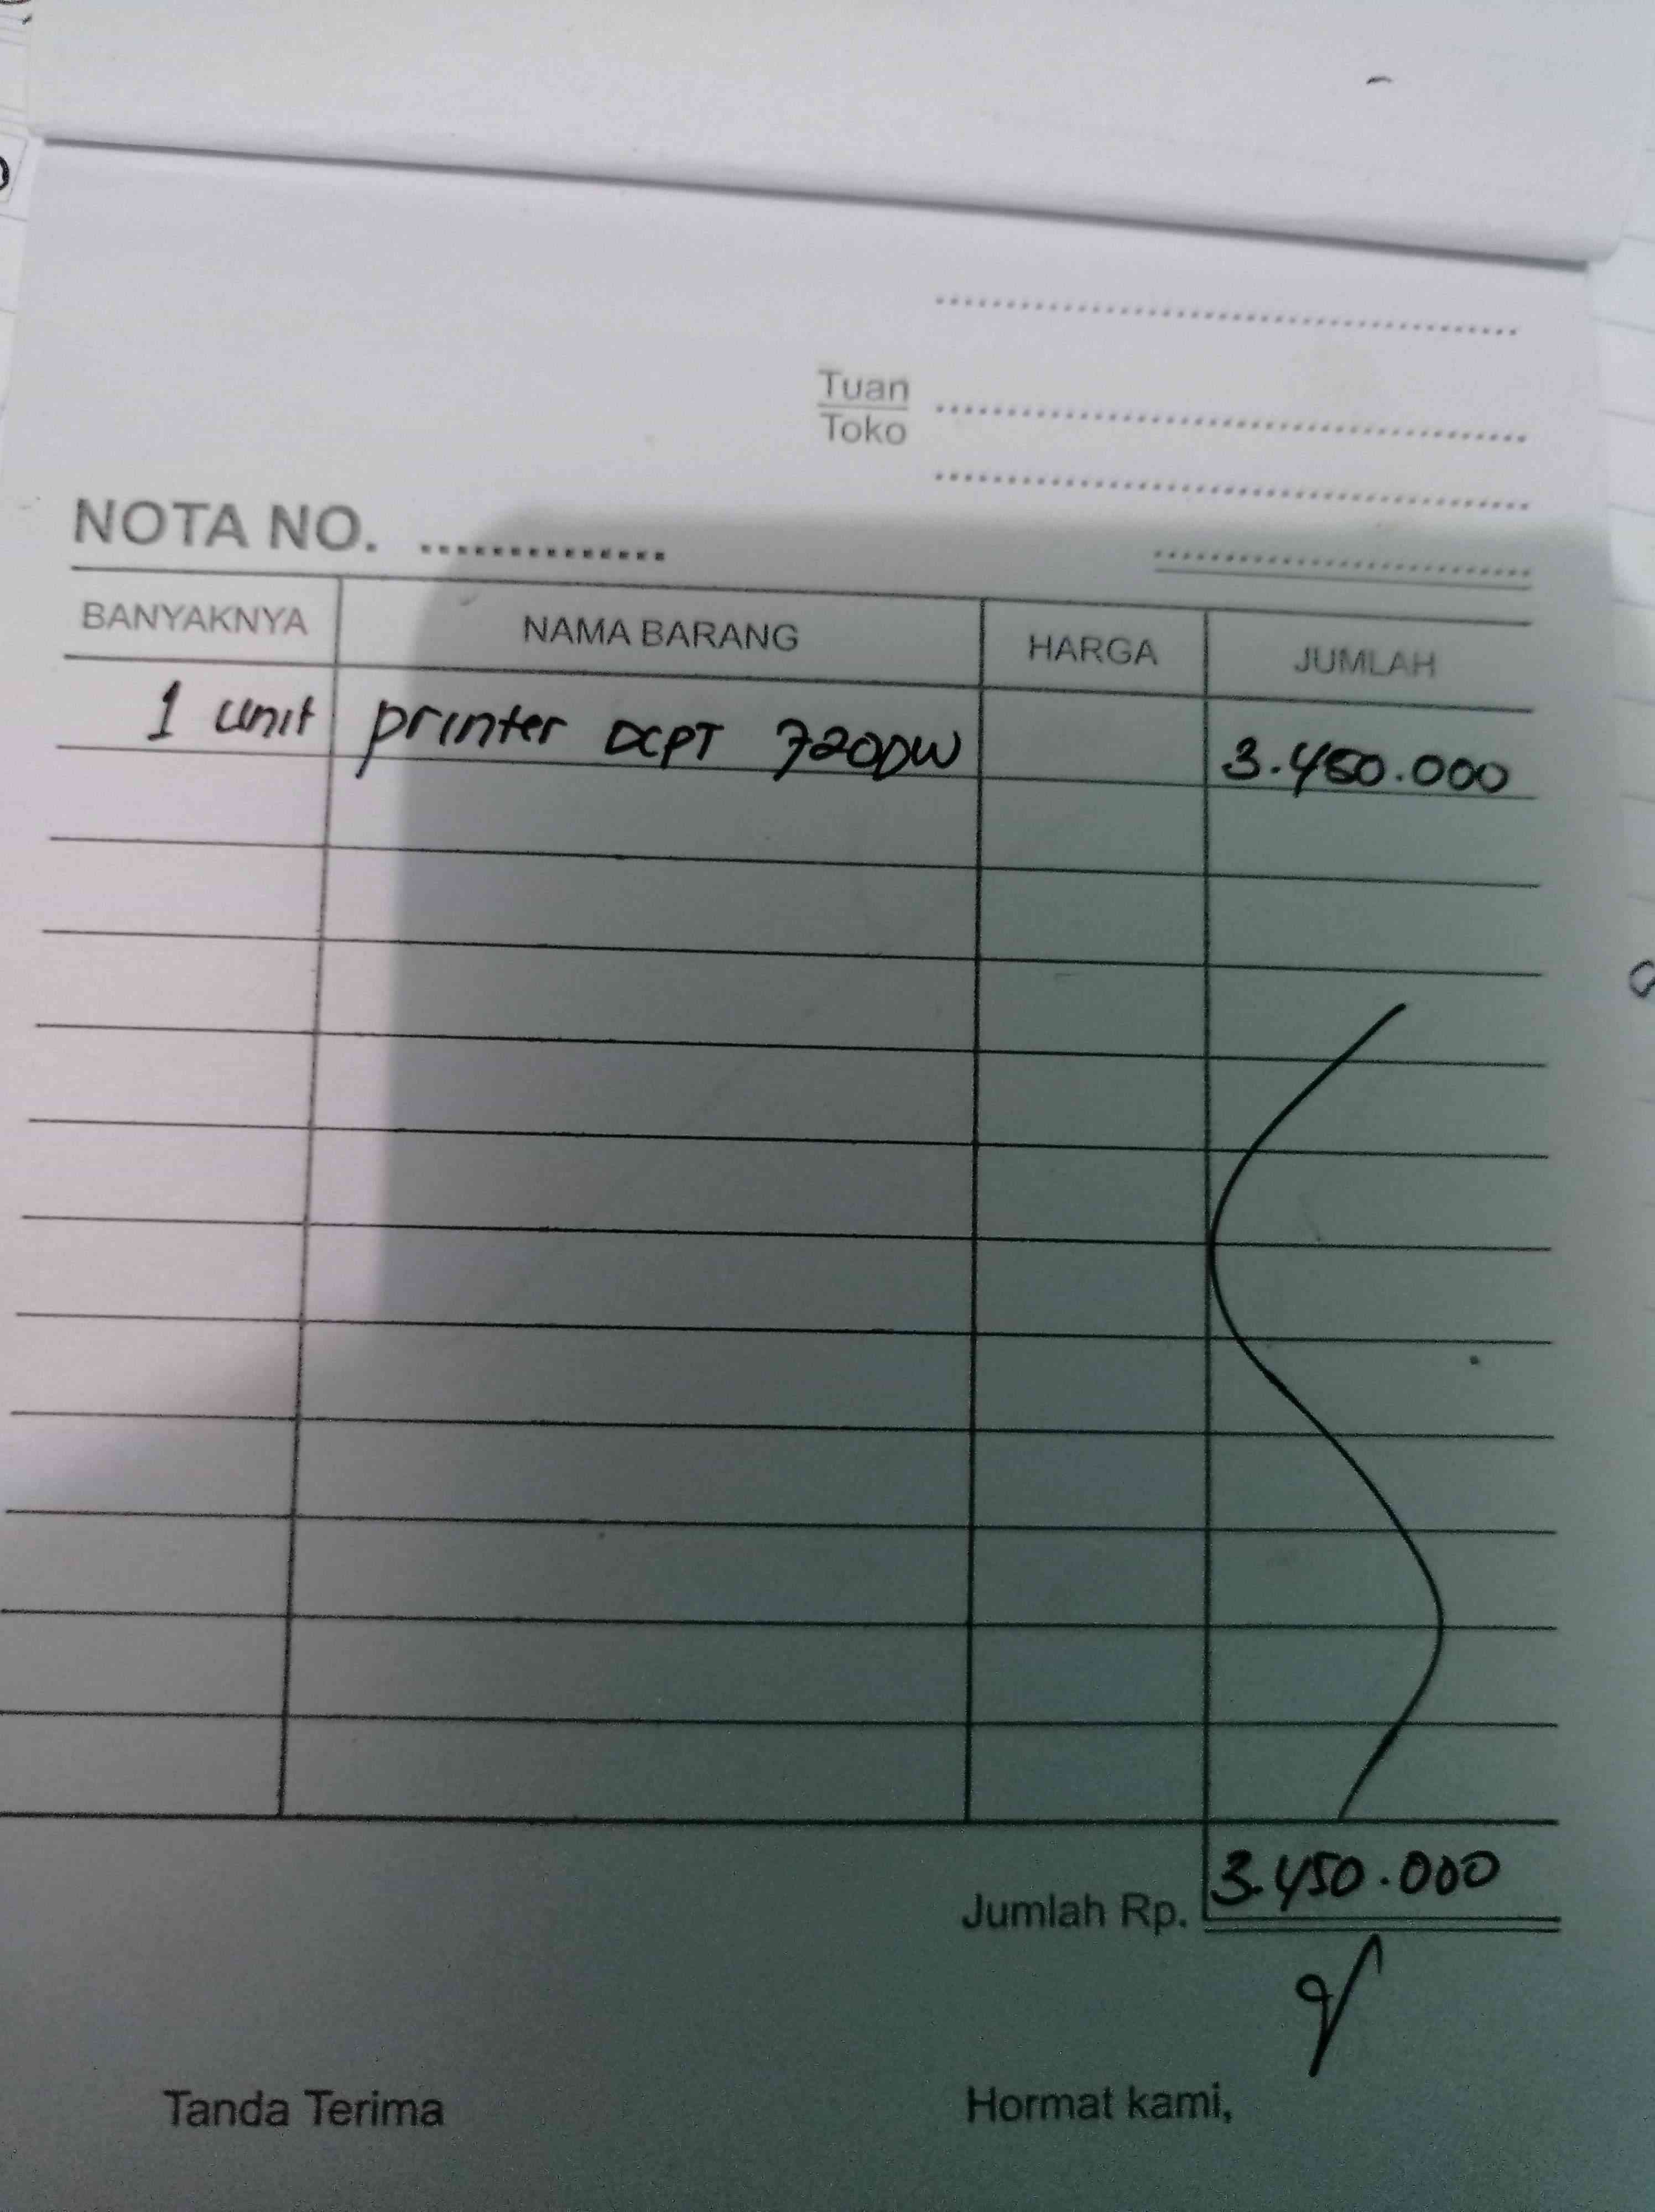 Tuan
Toko
NOTA NO. ..............
BANYAKNYA NAMA BARANG HARGA JUMLAH
1 unit printer DCPT 720DW 3.450.000
Jumlah Rp. 3.450.000
Tanda Terima Hormat kami,